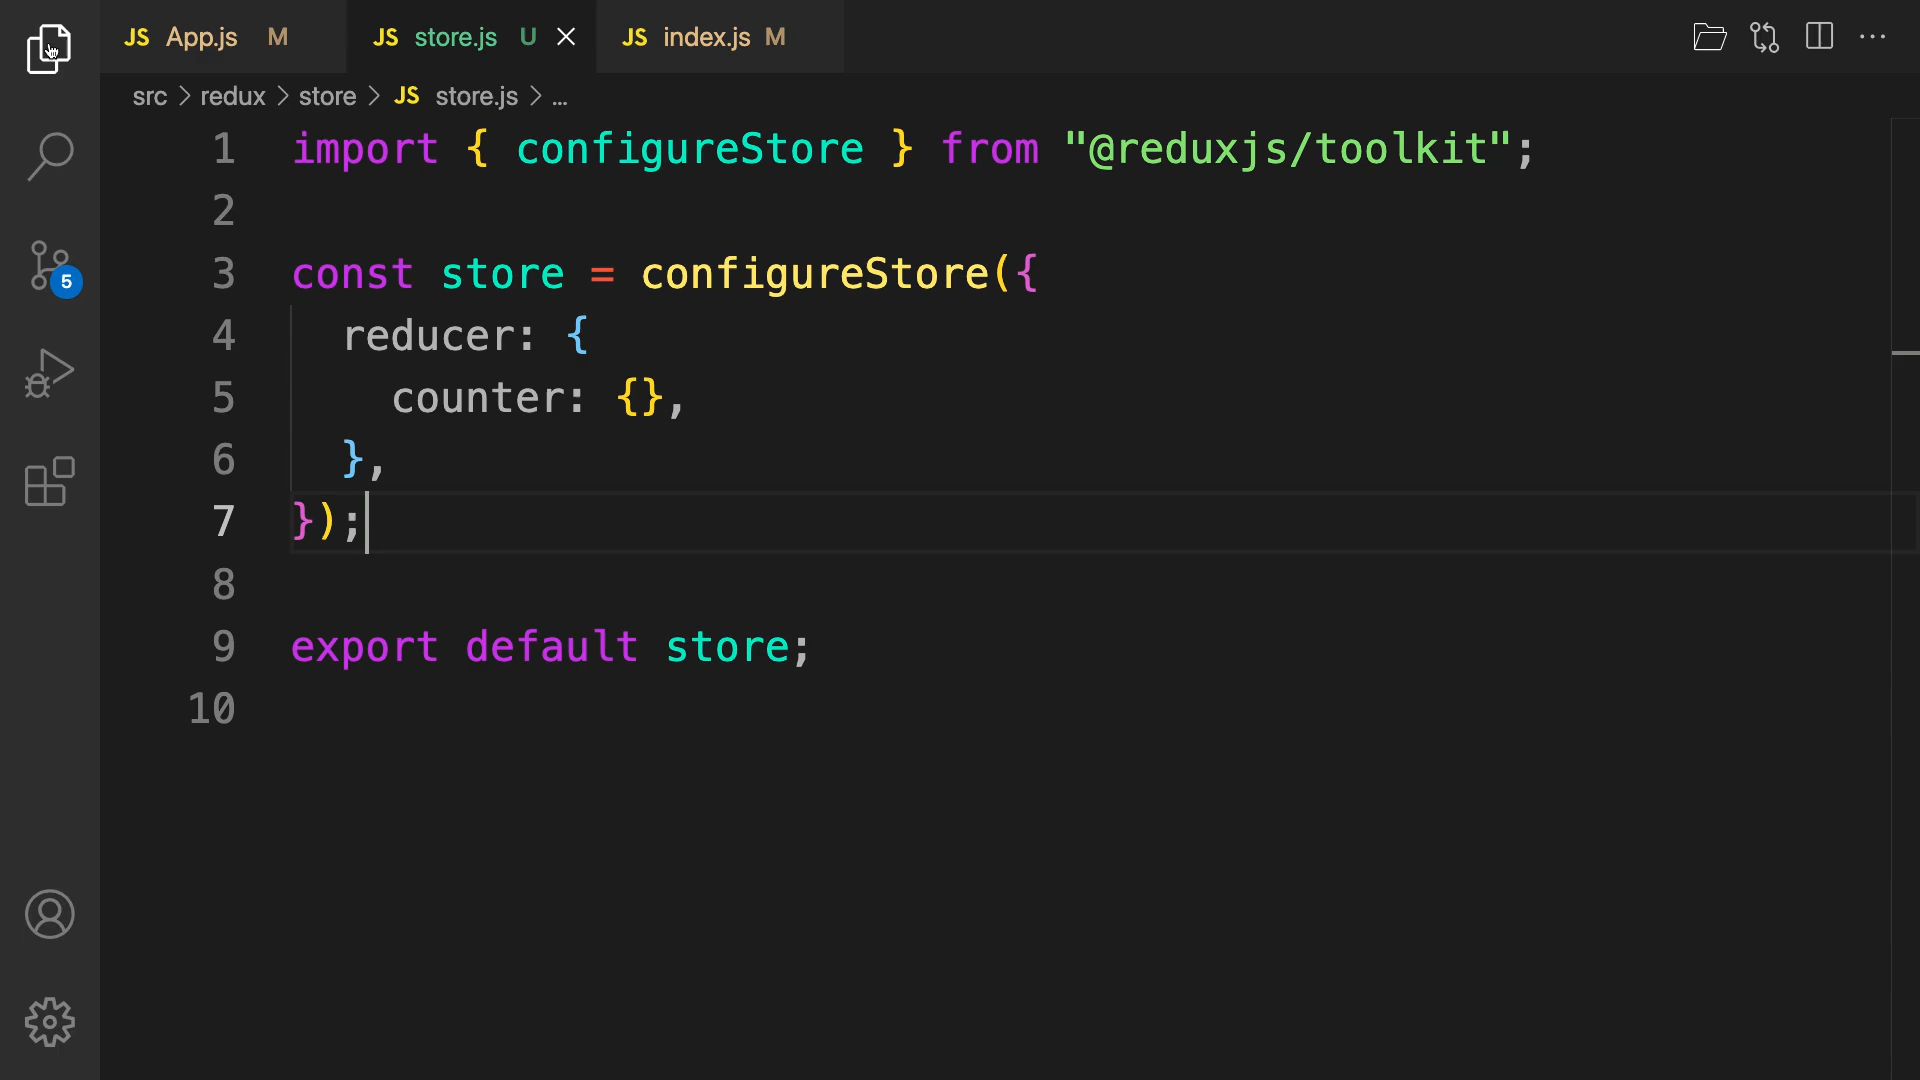 JS App.js M JS store.js U JS index.js M
src > redux > store > JS store.js > ...
1 import { configureStore } from "@reduxjs/toolkit";
2
3 const store = configureStore({
4 reducer: {
5 counter: {},
6 },
7 });
8
9 export default store;
10
5